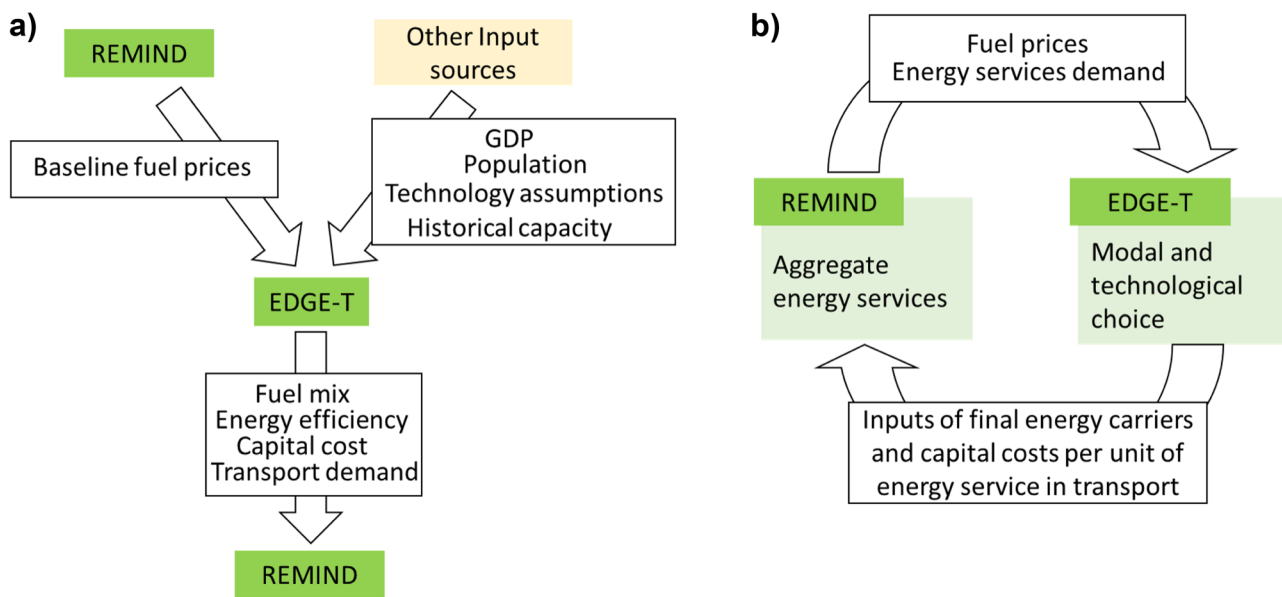 a)
REMIND
Other Input
sources
Baseline fuel prices
GDP
Population
Technology assumptions
Historical capacity
EDGE-T
Fuel mix
Energy efficiency
Capital cost
Transport demand
REMIND
b)
Fuel prices
Energy services demand
REMIND
Aggregate
energy services
EDGE-T
Modal and
technological
choice
Inputs of final energy carriers
and capital costs per unit of
energy service in transport